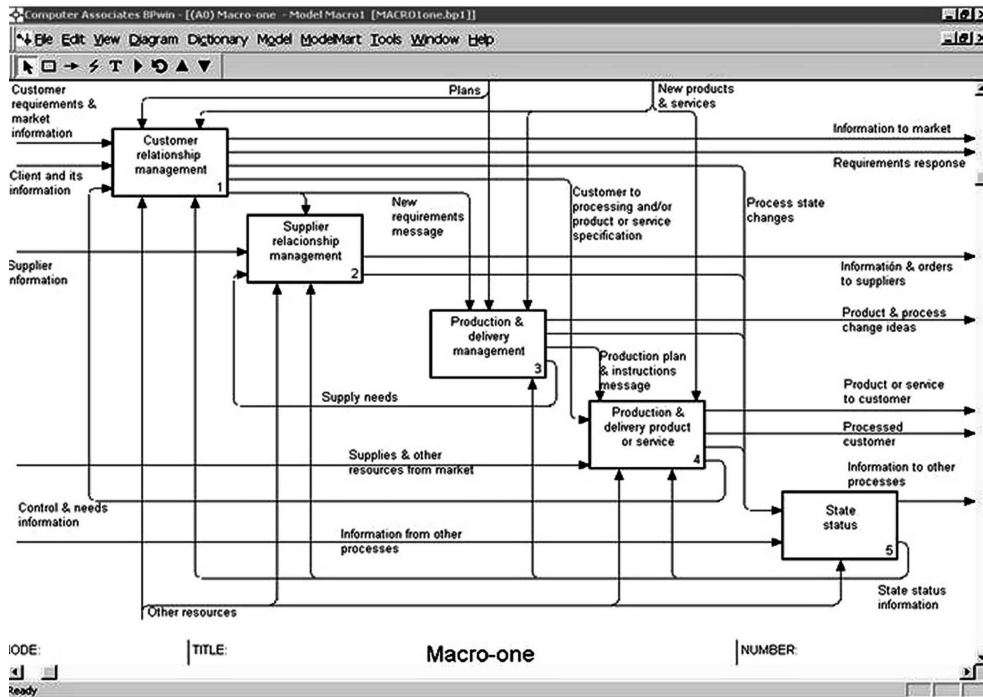 Computer Associates BPwin - [(A0) Macro-one - Model Macro1 [MACRO1one.bp1]]
File Edit View Diagram Dictionary Model ModelMart Tools Window Help
Customer
requirements &
market
information
Plans
New products
& services
Customer
relationship
management
1
Information to market
Requirements response
Client and its
information
New
requirements
message
Customer to
processing and/or
product or service
specification
Process state
changes
Supplier
relacionship
management
2
Supplier
information
Informatión & orders
to suppliers
Production &
delivery
management
3
Product & process
change ideas
Production plan
& instructions
message
Supply needs
Product or service
to customer
Production &
delivery product
or service
4
Processed
customer
Supplies & other
resources from market
Information to other
processes
Control & needs
information
State
status
5
Information from other
processes
State status
information
Other resources
ODE:
TITLE:
Macro-one
NUMBER:
Ready